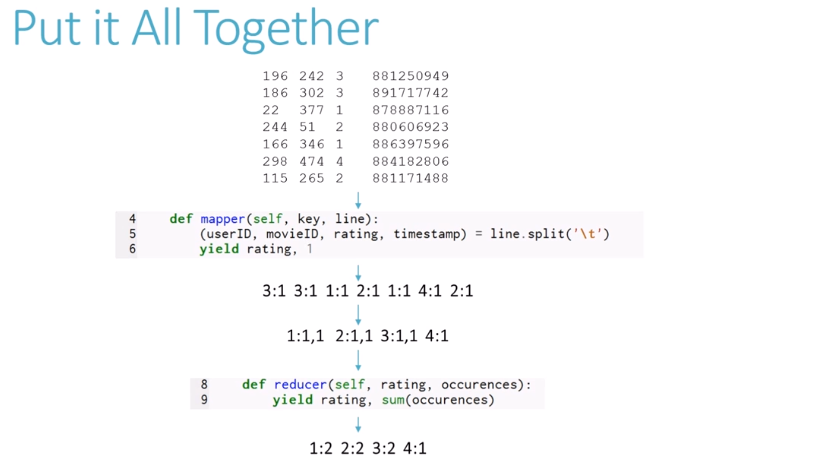 Put it All Together
196 242 3 881250949
186 302 3 891717742
22 377 1 878887116
244 51 2 880606923
166 346 1 886397596
298 474 4 884182806
115 265 2 881171488
4 def mapper(self, key, line):
5 (userID, movieID, rating, timestamp) = line.split('\t')
6 yield rating, 1
3:1 3:1 1:1 2:1 1:1 4:1 2:1
1:1,1 2:1,1 3:1,1 4:1
8 def reducer(self, rating, occurences):
9 yield rating, sum(occurences)
1:2 2:2 3:2 4:1